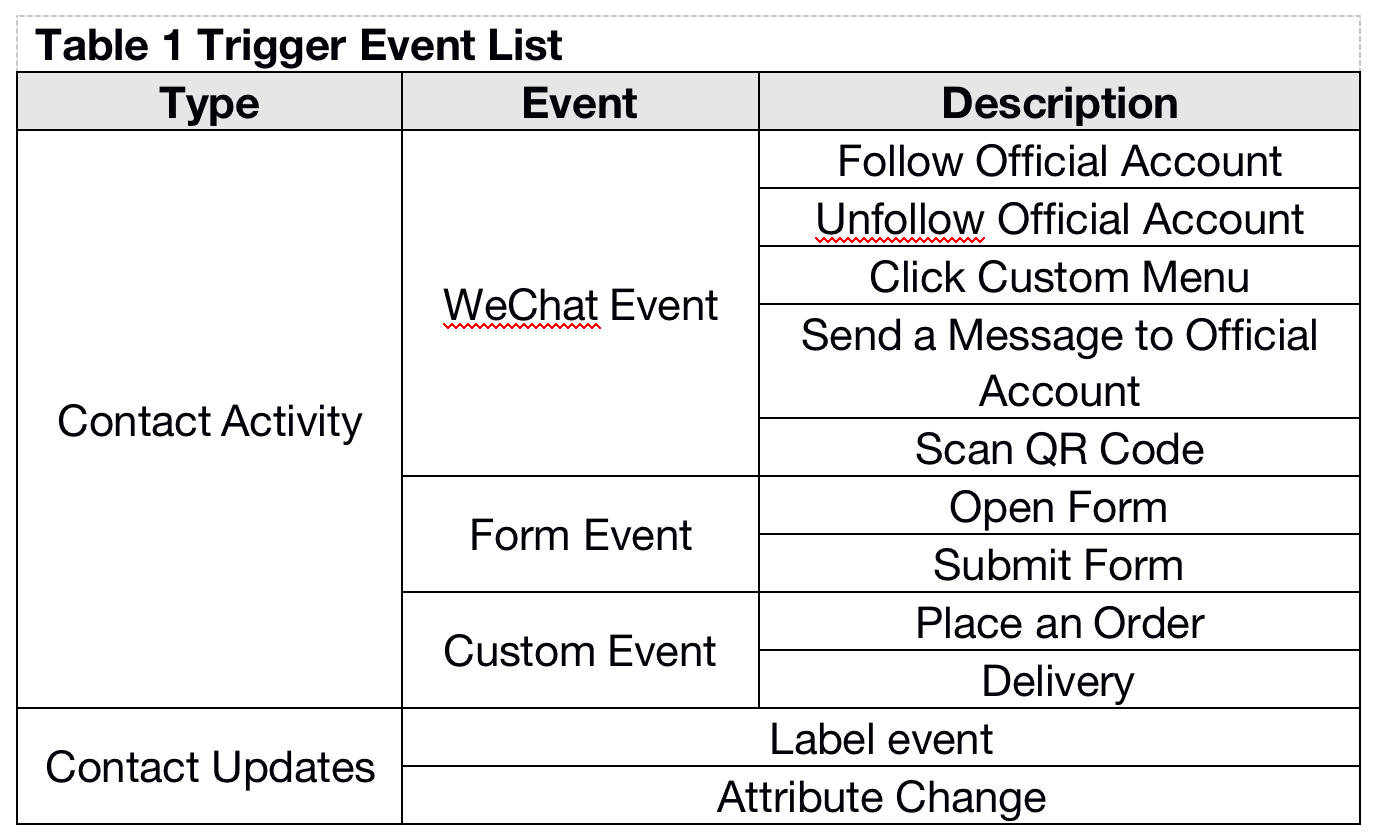 Table 1 Trigger Event List
Type Event Description
Contact Activity
WeChat Event
Follow Official Account
Unfollow Official Account
Click Custom Menu
Send a Message to Official
Account
Scan QR Code
Form Event
Open Form
Submit Form
Custom Event
Place an Order
Delivery
Contact Updates
Label event
Attribute Change